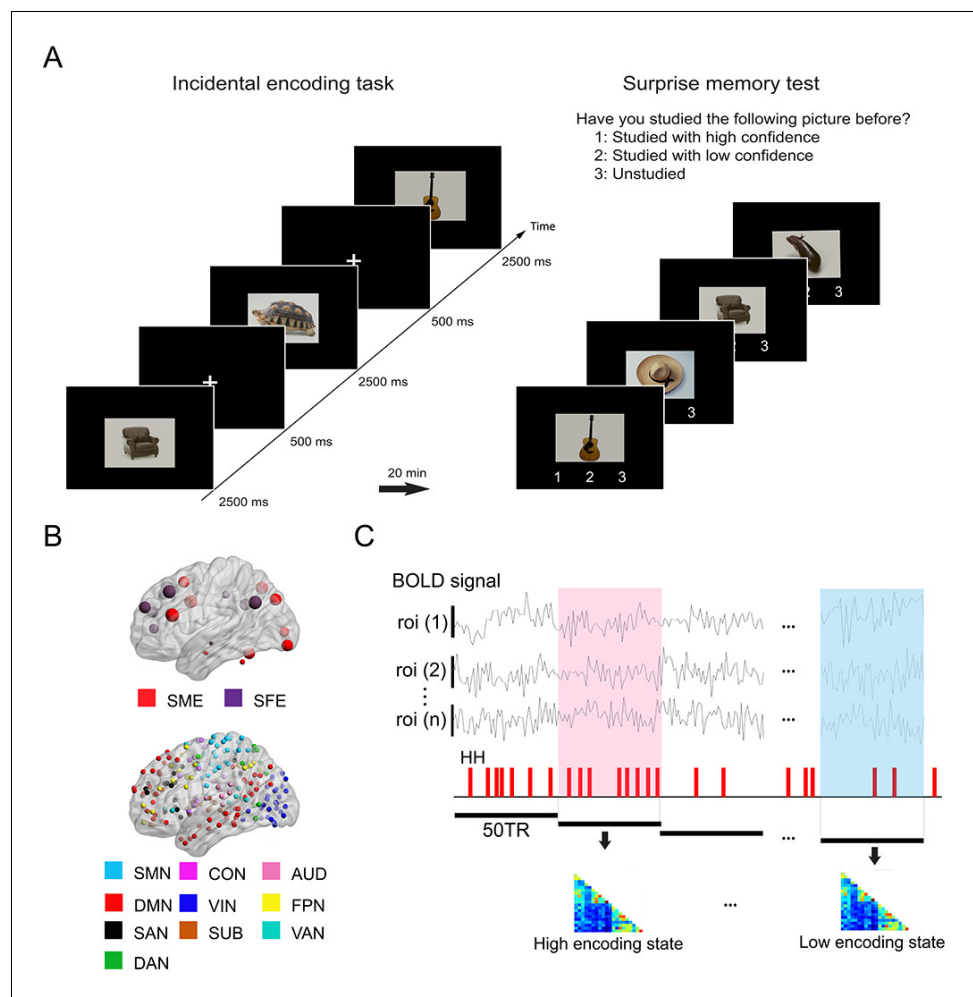 A
Incidental encoding task
Surprise memory test
Have you studied the following picture before?
1: Studied with high confidence
2: Studied with low confidence
3: Unstudied
Time
2500 ms
500 ms
2500 ms
500 ms
2500 ms
20 min
2 3
2 3
3
1 2 3
B
SME SFE
SMN CON AUD
DMN VIN FPN
SAN SUB VAN
DAN
C
BOLD signal
roi (1)
...
roi (2)
...
⋮
roi (n)
...
HH
50TR
...
...
High encoding state
Low encoding state